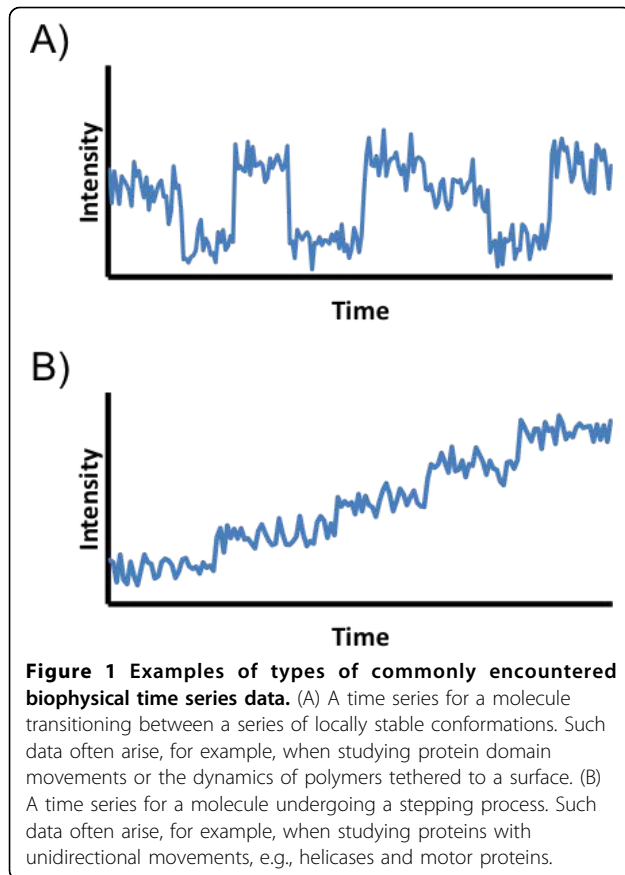 A)
Intensity
Time
B)
Intensity
Time
Figure 1 Examples of types of commonly encountered
biophysical time series data. (A) A time series for a molecule
transitioning between a series of locally stable conformations. Such
data often arise, for example, when studying protein domain
movements or the dynamics of polymers tethered to a surface. (B)
A time series for a molecule undergoing a stepping process. Such
data often arise, for example, when studying proteins with
unidirectional movements, e.g., helicases and motor proteins.